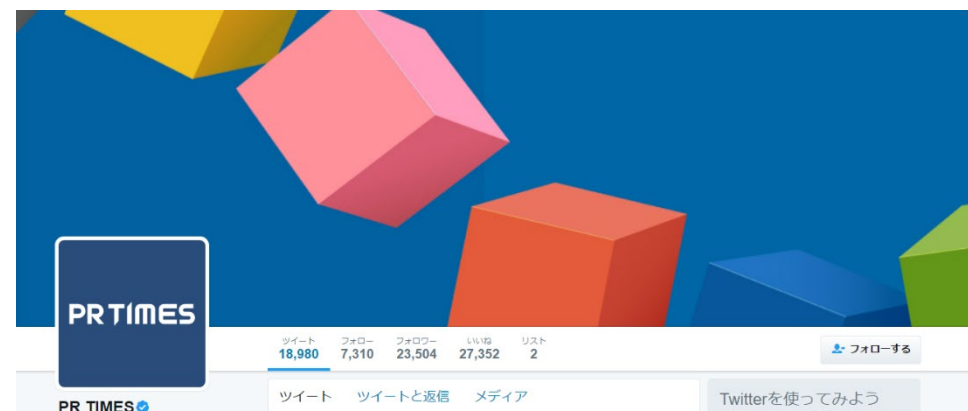 PR TIMES
ツイート フォロー フォロワー いいね リスト
18,980 7,310 23,504 27,352 2
フォローする
PR TIMES
ツイート ツイートと返信 メディア
Twitterを使ってみよう